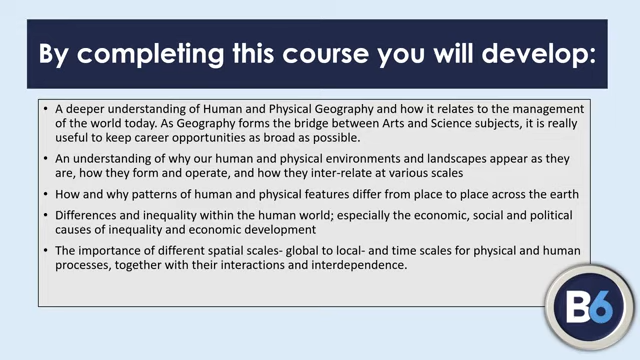 By completing this course you will develop:
• A deeper understanding of Human and Physical Geography and how it relates to the management
of the world today. As Geography forms the bridge between Arts and Science subjects, it is really
useful to keep career opportunities as broad as possible.
• An understanding of why our human and physical environments and landscapes appear as they
are, how they form and operate, and how they inter-relate at various scales
• How and why patterns of human and physical features differ from place to place across the earth
• Differences and inequality within the human world; especially the economic, social and political
causes of inequality and economic development
• The importance of different spatial scales- global to local- and time scales for physical and human
processes, together with their interactions and interdependence.
B6